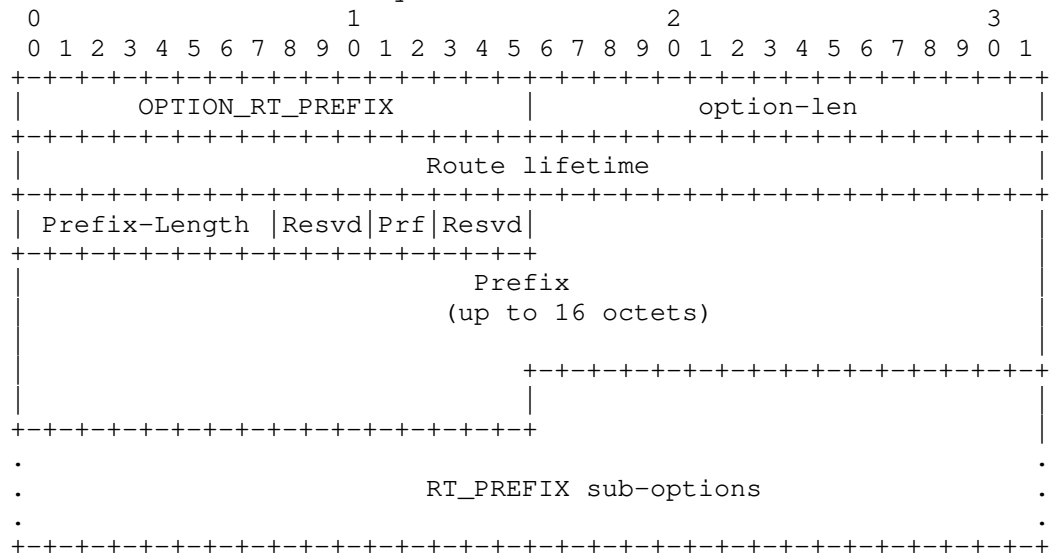 0                   1                   2                   3
0 1 2 3 4 5 6 7 8 9 0 1 2 3 4 5 6 7 8 9 0 1 2 3 4 5 6 7 8 9 0 1
+-+-+-+-+-+-+-+-+-+-+-+-+-+-+-+-+-+-+-+-+-+-+-+-+-+-+-+-+-+-+-+-+
|       OPTION_RT_PREFIX        |          option-len           |
+-+-+-+-+-+-+-+-+-+-+-+-+-+-+-+-+-+-+-+-+-+-+-+-+-+-+-+-+-+-+-+-+
|                         Route lifetime                        |
+-+-+-+-+-+-+-+-+-+-+-+-+-+-+-+-+-+-+-+-+-+-+-+-+-+-+-+-+-+-+-+-+
| Prefix-Length |Resvd|Prf|Resvd|                               |
+-+-+-+-+-+-+-+-+-+-+-+-+-+-+-+-+                               |
|                            Prefix                             |
|                          (up to 16 octets)                    |
|                                                               |
|                               +-+-+-+-+-+-+-+-+-+-+-+-+-+-+-+-+
|                               |                               |
+-+-+-+-+-+-+-+-+-+-+-+-+-+-+-+-+                               |
.                                                               .
.                         RT_PREFIX sub-options                 .
.                                                               .
+-+-+-+-+-+-+-+-+-+-+-+-+-+-+-+-+-+-+-+-+-+-+-+-+-+-+-+-+-+-+-+-+